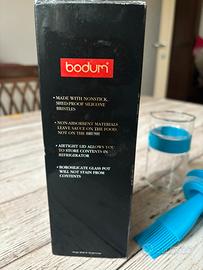 bodum
• MADE WITH NONSTICK,
SHED-PROOF SILICONE
BRISTLES
• NON-ABSORBENT MATERIALS
LEAVE SAUCE ON THE FOOD,
NOT ON THE BRUSH
• AIRTIGHT LID ALLOWS YOU
TO STORE CONTENTS IN
REFRIGERATOR
• BOROSILICATE GLASS POT
WILL NOT STAIN FROM
CONTENTS